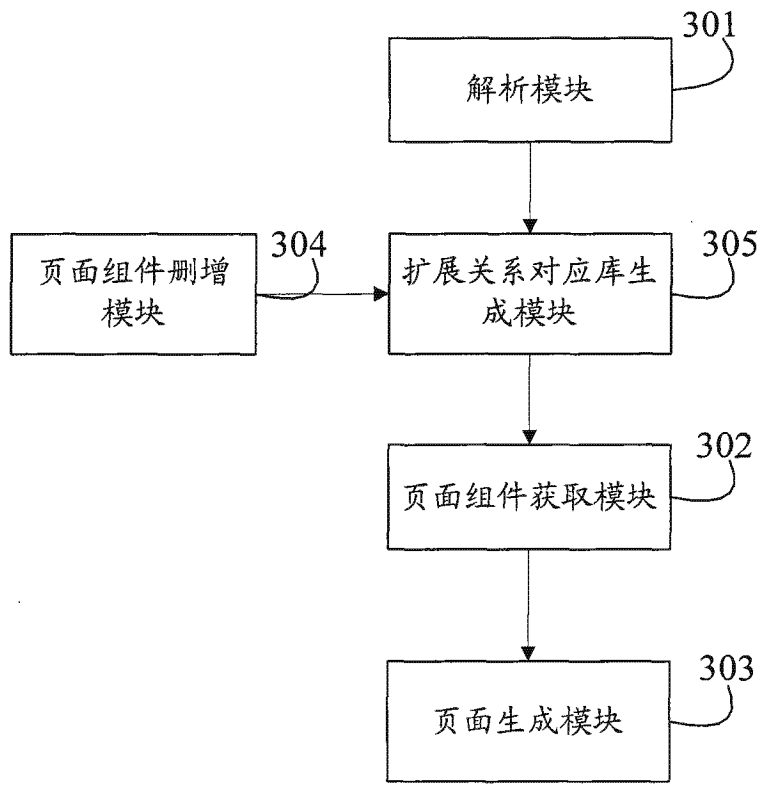 301
解析模块
304
页面组件删增
模块
305
扩展关系对应库生
成模块
302
页面组件获取模块
303
页面生成模块